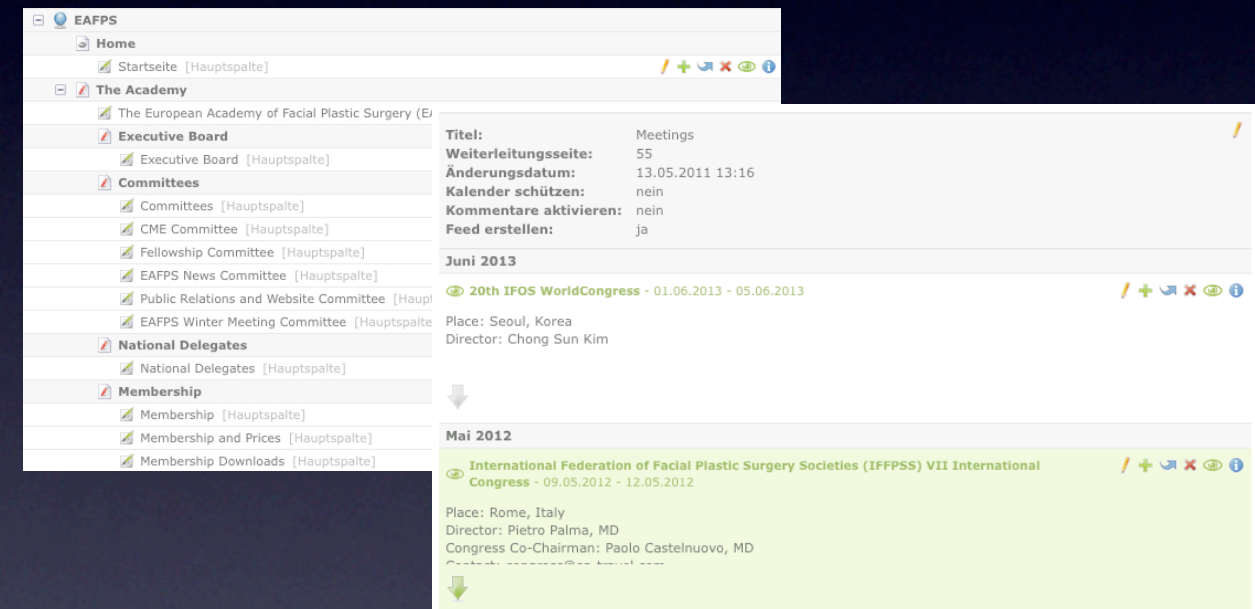 EAFPS
Home
Startseite [Hauptspalte]
The Academy
The European Academy of Facial Plastic Surgery
Executive Board
Executive Board [Hauptspalte]
Committees
Committees [Hauptspalte]
CME Committee [Hauptspalte]
Fellowship Committee [Hauptspalte]
EAFPS News Committee [Hauptspalte]
Public Relations and Website Committee [Haupt
EAFPS Winter Meeting Committee [Hauptspalte
National Delegates
National Delegates [Hauptspalte]
Membership
Membership [Hauptspalte]
Membership and Prices [Hauptspalte]
Membership Downloads [Hauptspalte]
Titel: Meetings
Weiterleitungsseite: 55
Änderungsdatum: 13.05.2011 13:16
Kalender schützen: nein
Kommentare aktivieren: nein
Feed erstellen: ja
Juni 2013
20th IFOS WorldCongress - 01.06.2013 - 05.06.2013
Place: Seoul, Korea
Director: Chong Sun Kim
Mai 2012
International Federation of Facial Plastic Surgery Societies (IFFPSS) VII International
Congress - 09.05.2012 - 12.05.2012
Place: Rome, Italy
Director: Pietro Palma, MD
Congress Co-Chairman: Paolo Castelnuovo, MD